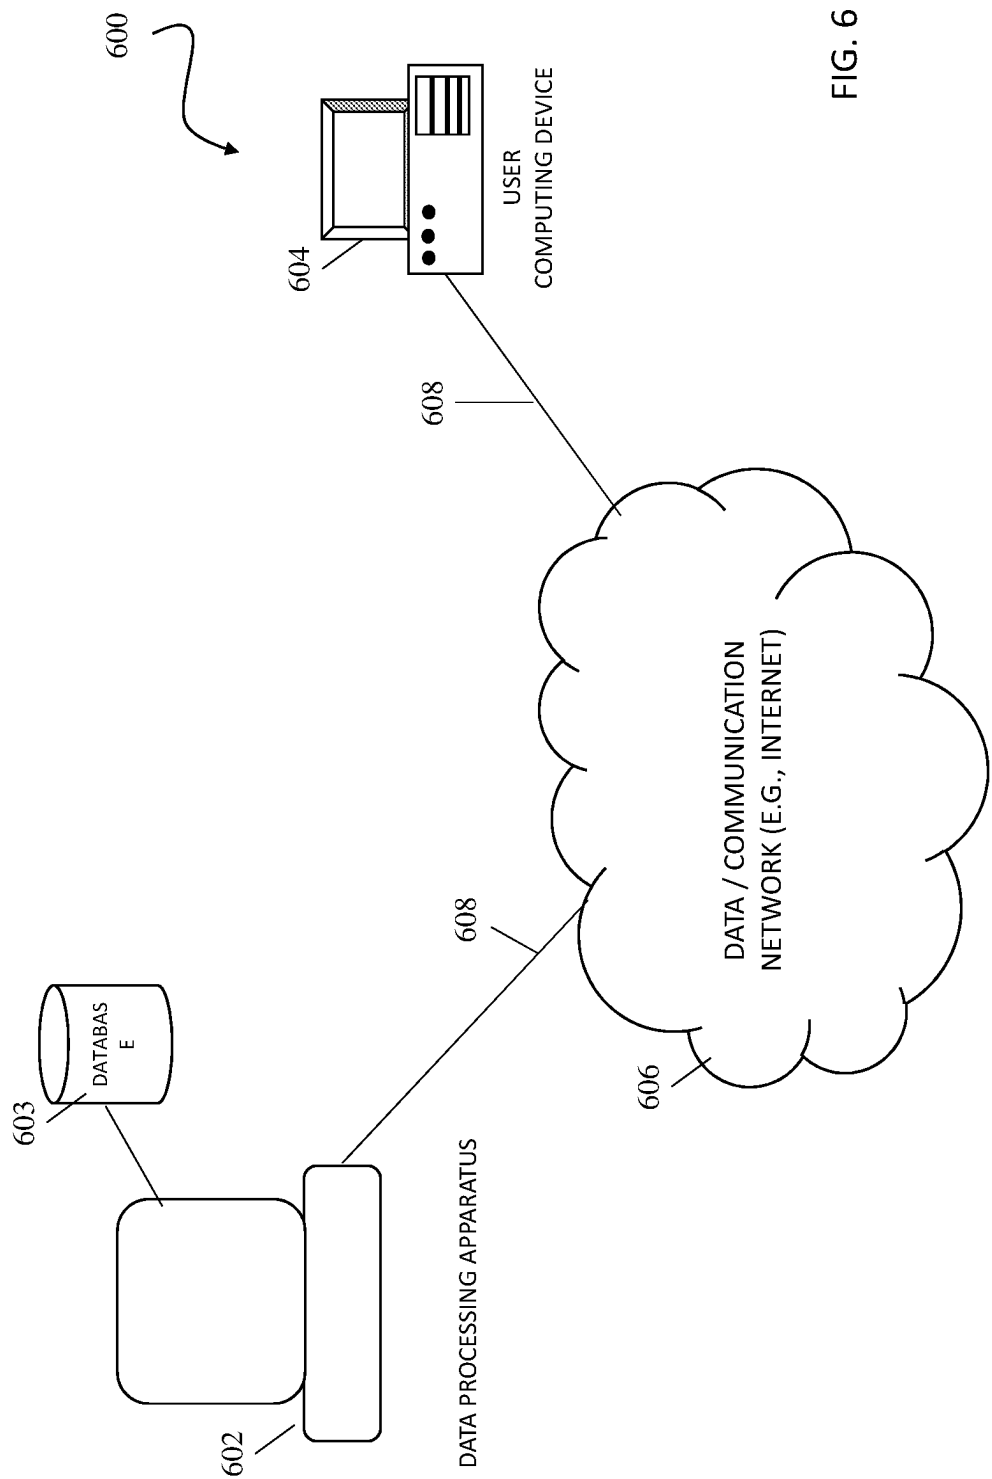 600
603
DATABAS
E
604
USER
COMPUTING DEVICE
602
608
608
DATA PROCESSING APPARATUS
606
DATA / COMMUNICATION
NETWORK (E.G., INTERNET)
FIG. 6